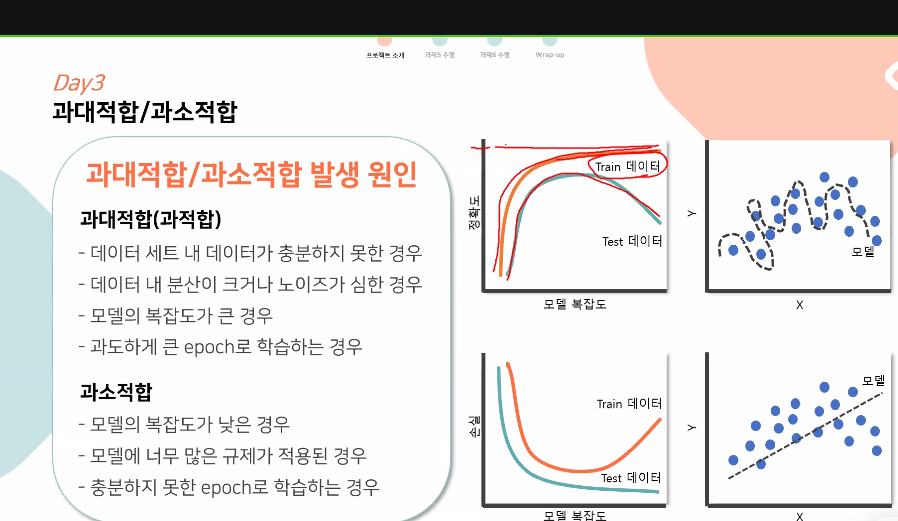 프로젝트 소개
과제5 수행
과제6 수행
Wrap-up
Day3
과대적합/과소적합
과대적합/과소적합 발생 원인
과대적합(과적합)
- 데이터 세트 내 데이터가 충분하지 못한 경우
- 데이터 내 분산이 크거나 노이즈가 심한 경우
- 모델의 복잡도가 큰 경우
- 과도하게 큰 epoch로 학습하는 경우
과소적합
- 모델의 복잡도가 낮은 경우
- 모델에 너무 많은 규제가 적용된 경우
- 충분하지 못한 epoch로 학습하는 경우
정확도
Train 데이터
Test 데이터
모델 복잡도
Y
모델
X
손실
Train 데이터
Test 데이터
모델 복잡도
Y
모델
X